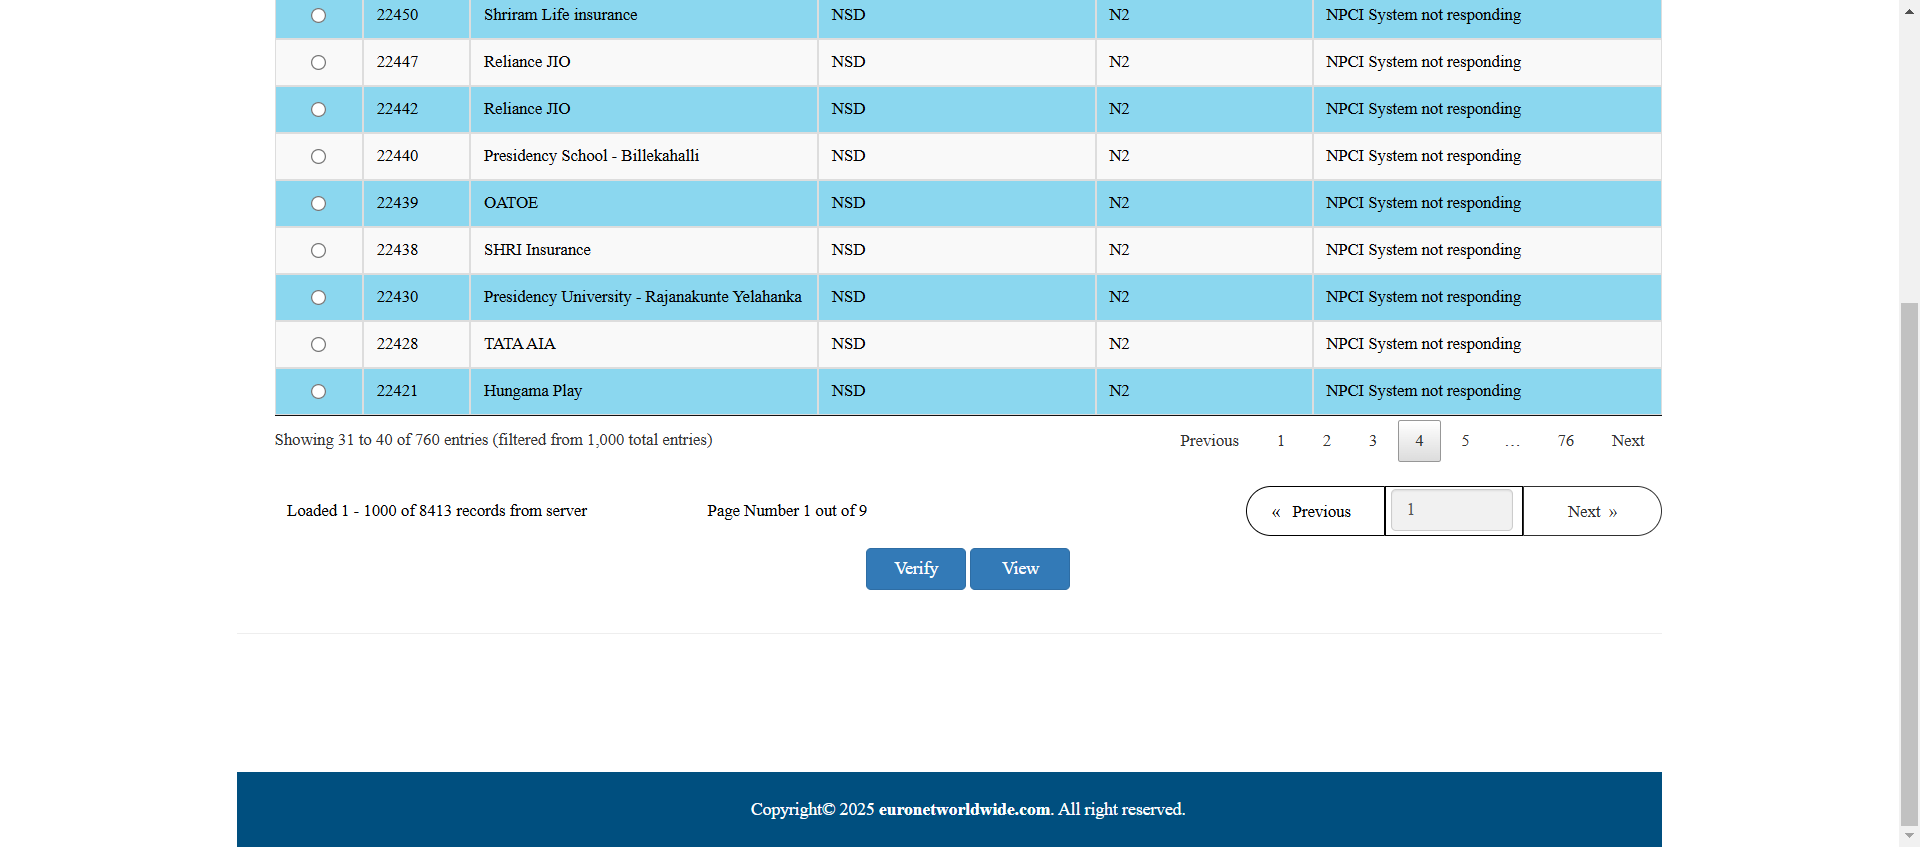 22450 Shriram Life insurance NSD N2 NPCI System not responding
22447 Reliance JIO NSD N2 NPCI System not responding
22442 Reliance JIO NSD N2 NPCI System not responding
22440 Presidency School - Billekahalli NSD N2 NPCI System not responding
22439 OATOE NSD N2 NPCI System not responding
22438 SHRI Insurance NSD N2 NPCI System not responding
22430 Presidency University - Rajanakunte Yelahanka NSD N2 NPCI System not responding
22428 TATA AIA NSD N2 NPCI System not responding
22421 Hungama Play NSD N2 NPCI System not responding
Showing 31 to 40 of 760 entries (filtered from 1,000 total entries) Previous 1 2 3 4 5 … 76 Next
Loaded 1 - 1000 of 8413 records from server Page Number 1 out of 9 « Previous 1 Next »
Verify View
Copyright© 2025 euronetworldwide.com. All right reserved.